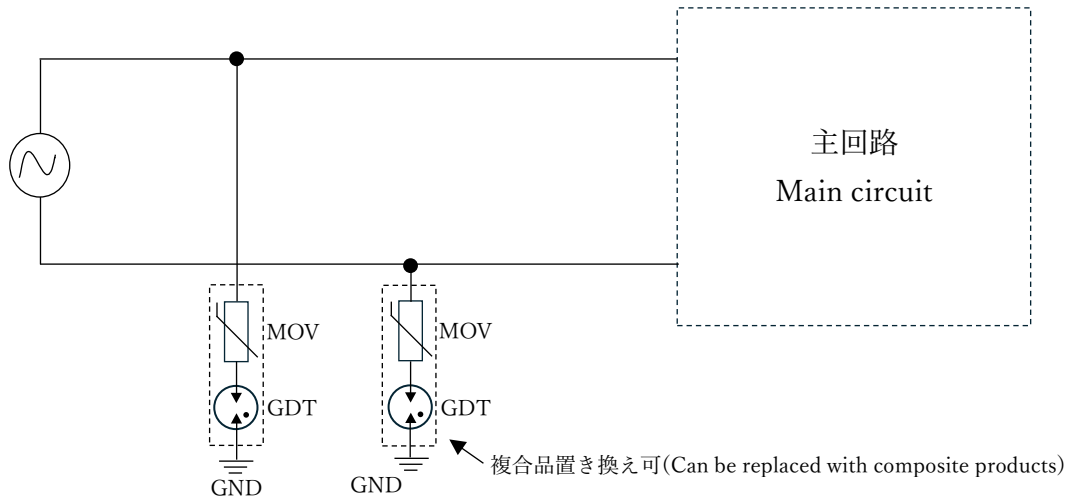 主回路
Main circuit
MOV
MOV
GDT
GDT
複合品置き換え可(Can be replaced with composite products)
GND
GND